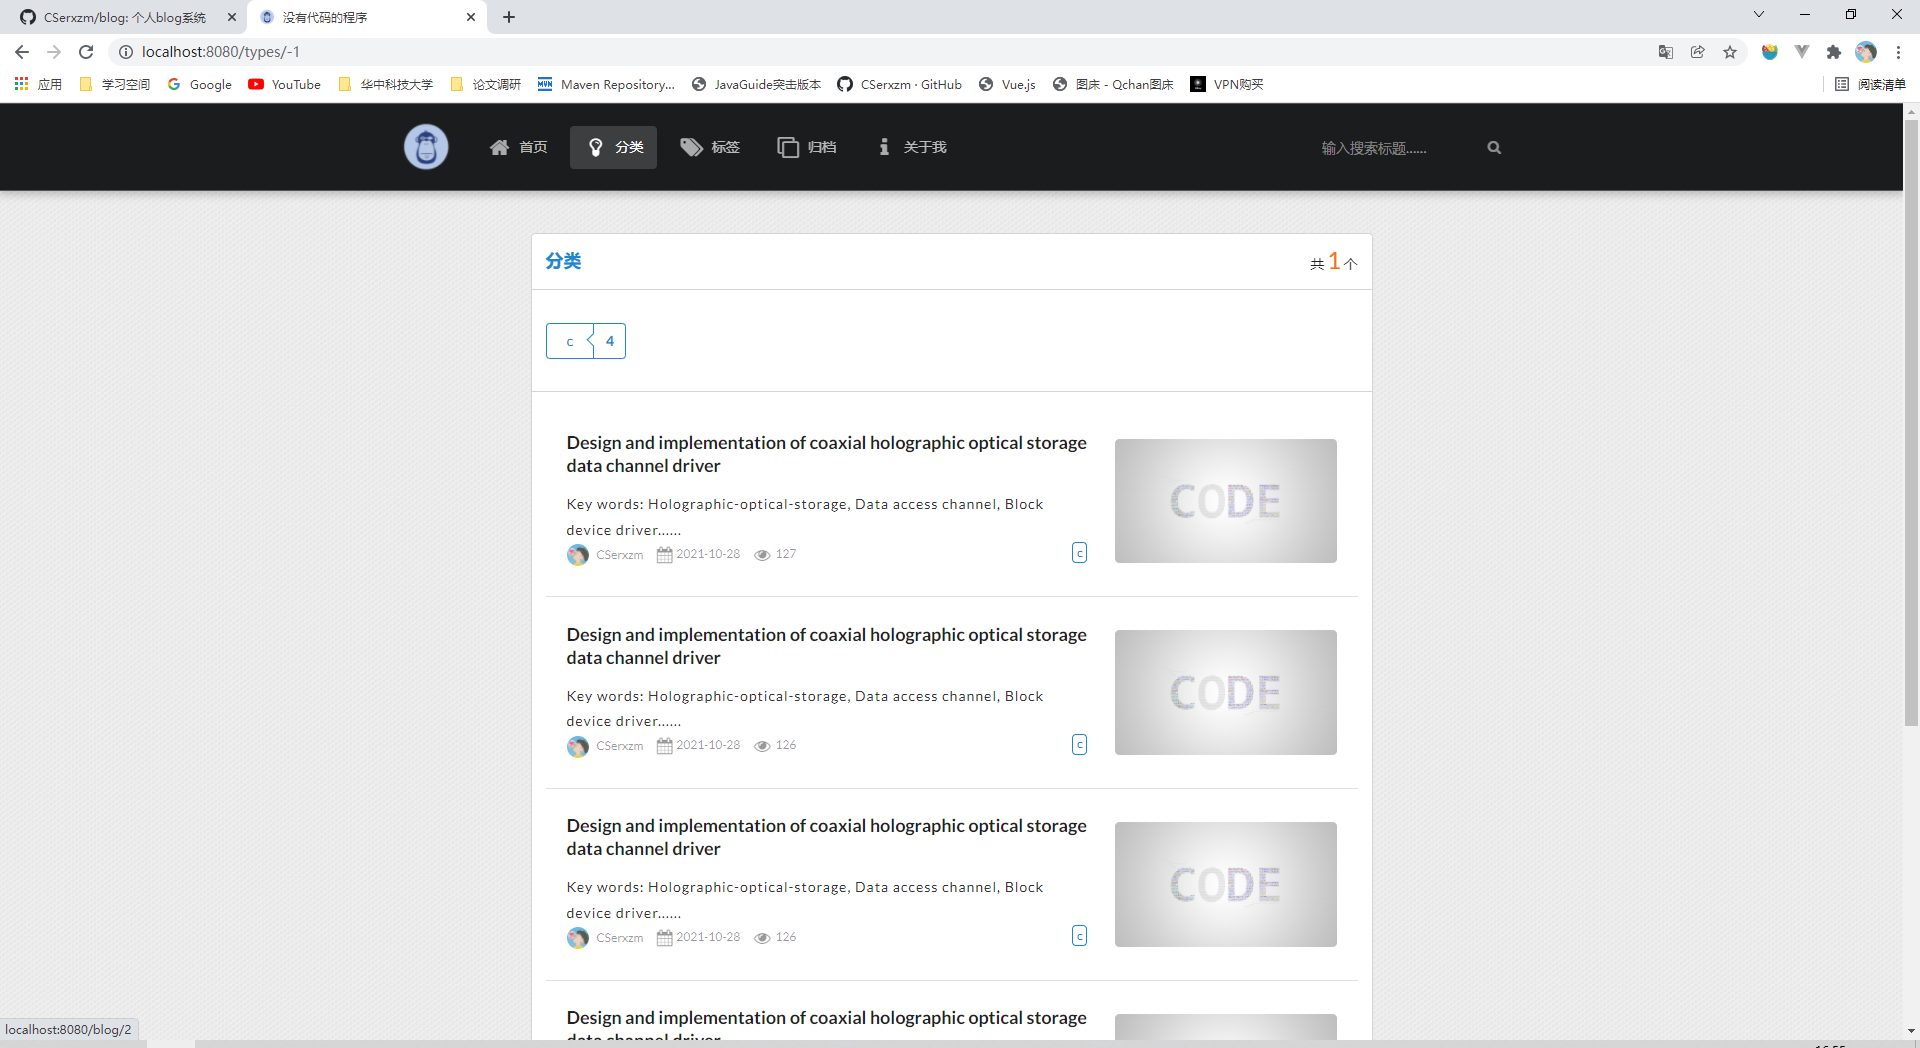 CSerxzm/blog: 个人blog系统
没有代码的程序
localhost:8080/types/-1
应用
学习空间
Google
YouTube
华中科技大学
论文调研
MVN
Maven Repository...
JavaGuide突击版本
CSerxzm · GitHub
Vue.js
图床 - Qchan图床
VPN购买
阅读清单
首页
分类
标签
归档
关于我
输入搜索标题......
分类
共 1 个
c 4
Design and implementation of coaxial holographic optical storage
data channel driver
Key words: Holographic-optical-storage, Data access channel, Block
device driver......
CSerxzm 2021-10-28 127
c
CODE
Design and implementation of coaxial holographic optical storage
data channel driver
Key words: Holographic-optical-storage, Data access channel, Block
device driver......
CSerxzm 2021-10-28 126
c
CODE
Design and implementation of coaxial holographic optical storage
data channel driver
Key words: Holographic-optical-storage, Data access channel, Block
device driver......
CSerxzm 2021-10-28 126
c
CODE
Design and implementation of coaxial holographic optical storage
data channel driver
localhost:8080/blog/2